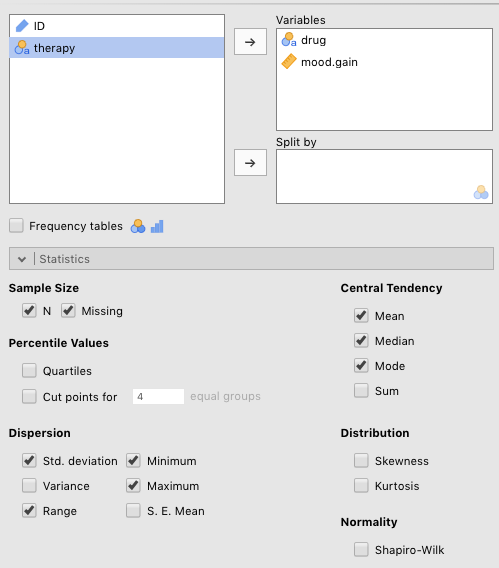 Variables
ID
therapy
drug
mood.gain
Split by
Frequency tables
Statistics
Sample Size
N Missing
Percentile Values
Quartiles
Cut points for 4 equal groups
Dispersion
Std. deviation Minimum
Variance Maximum
Range S. E. Mean
Central Tendency
Mean
Median
Mode
Sum
Distribution
Skewness
Kurtosis
Normality
Shapiro-Wilk